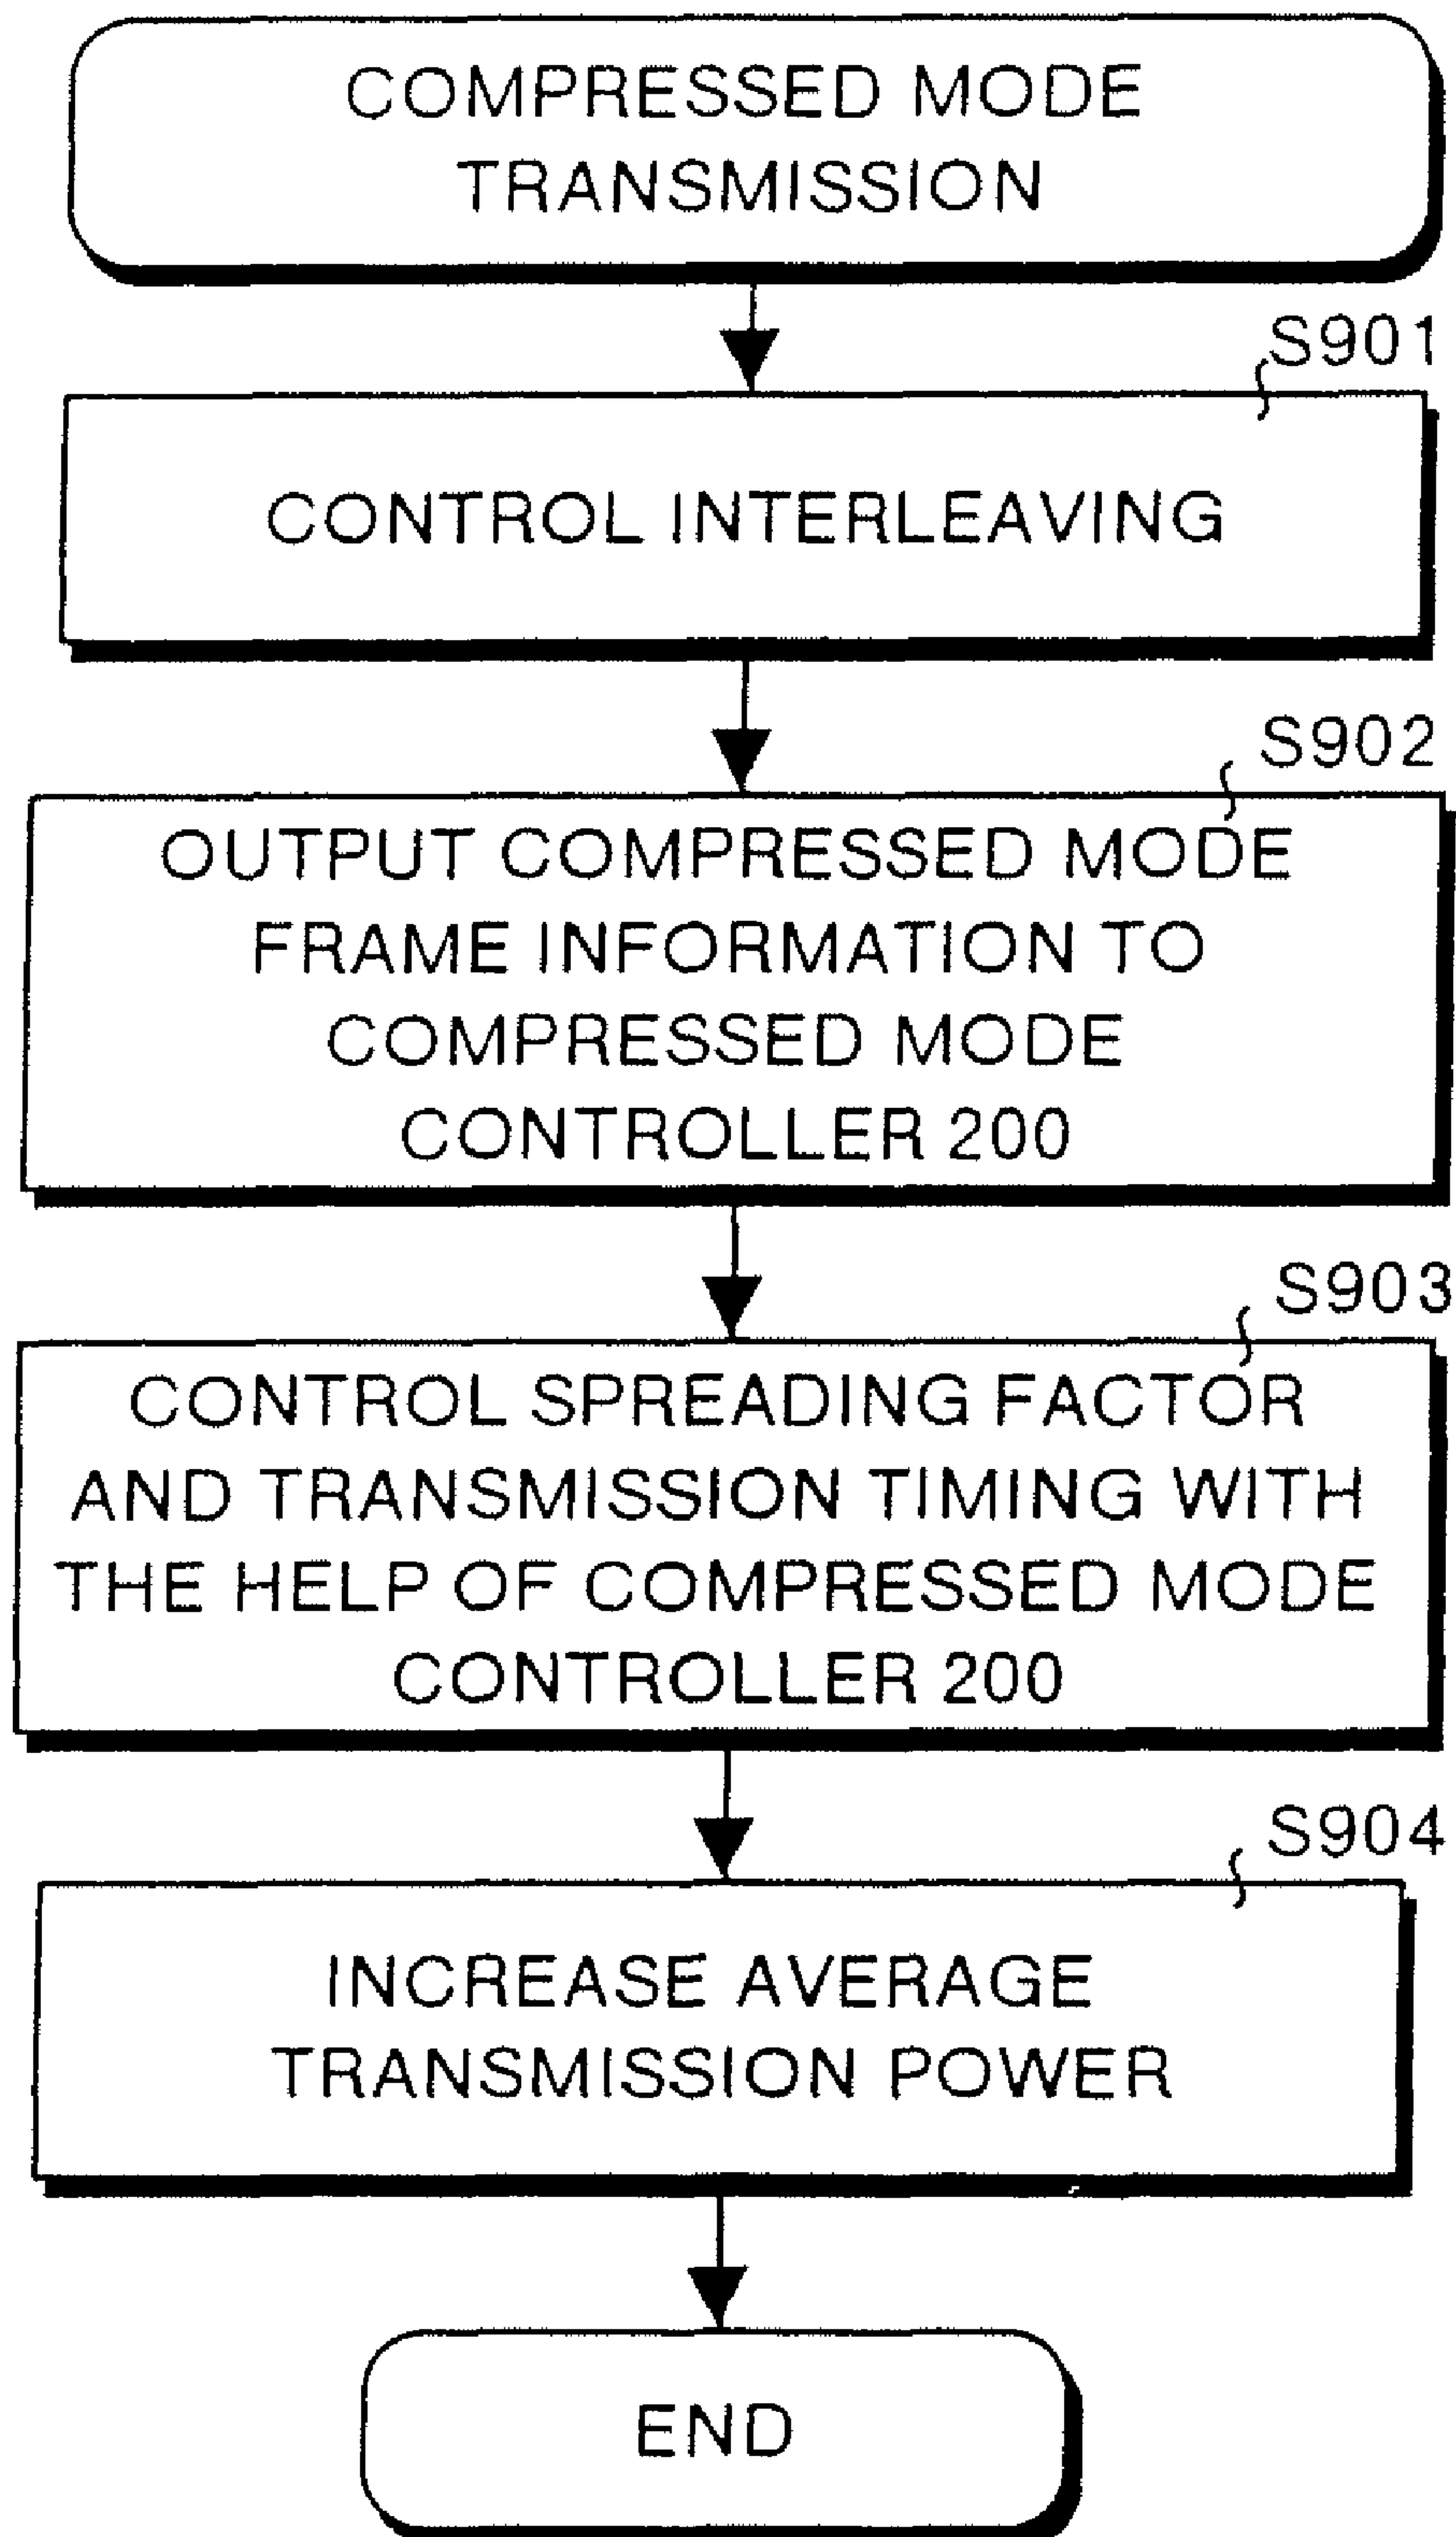 COMPRESSED MODE
TRANSMISSION
S901
CONTROL INTERLEAVING
S902
OUTPUT COMPRESSED MODE
FRAME INFORMATION TO
COMPRESSED MODE
CONTROLLER 200
S903
CONTROL SPREADING FACTOR
AND TRANSMISSION TIMING WITH
THE HELP OF COMPRESSED MODE
CONTROLLER 200
S904
INCREASE AVERAGE
TRANSMISSION POWER
END